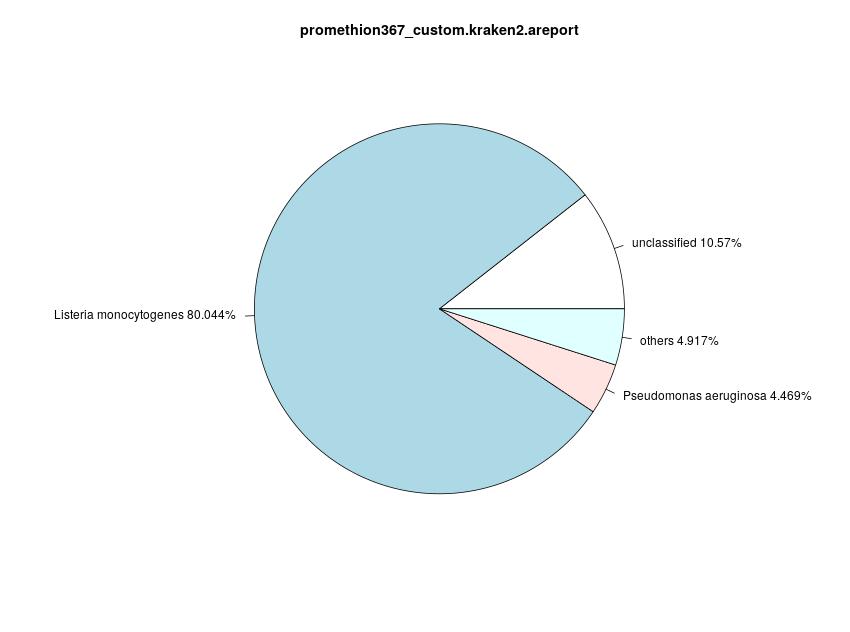 promethion367_custom.kraken2.areport
unclassified 10.57%
Listeria monocytogenes 80.044%
others 4.917%
Pseudomonas aeruginosa 4.469%